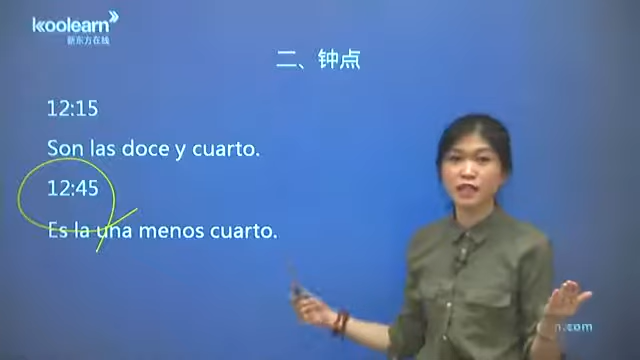 koolearn
新东方在线
二、钟点
12:15
Son las doce y cuarto.
12:45
Es la una menos cuarto.
.com